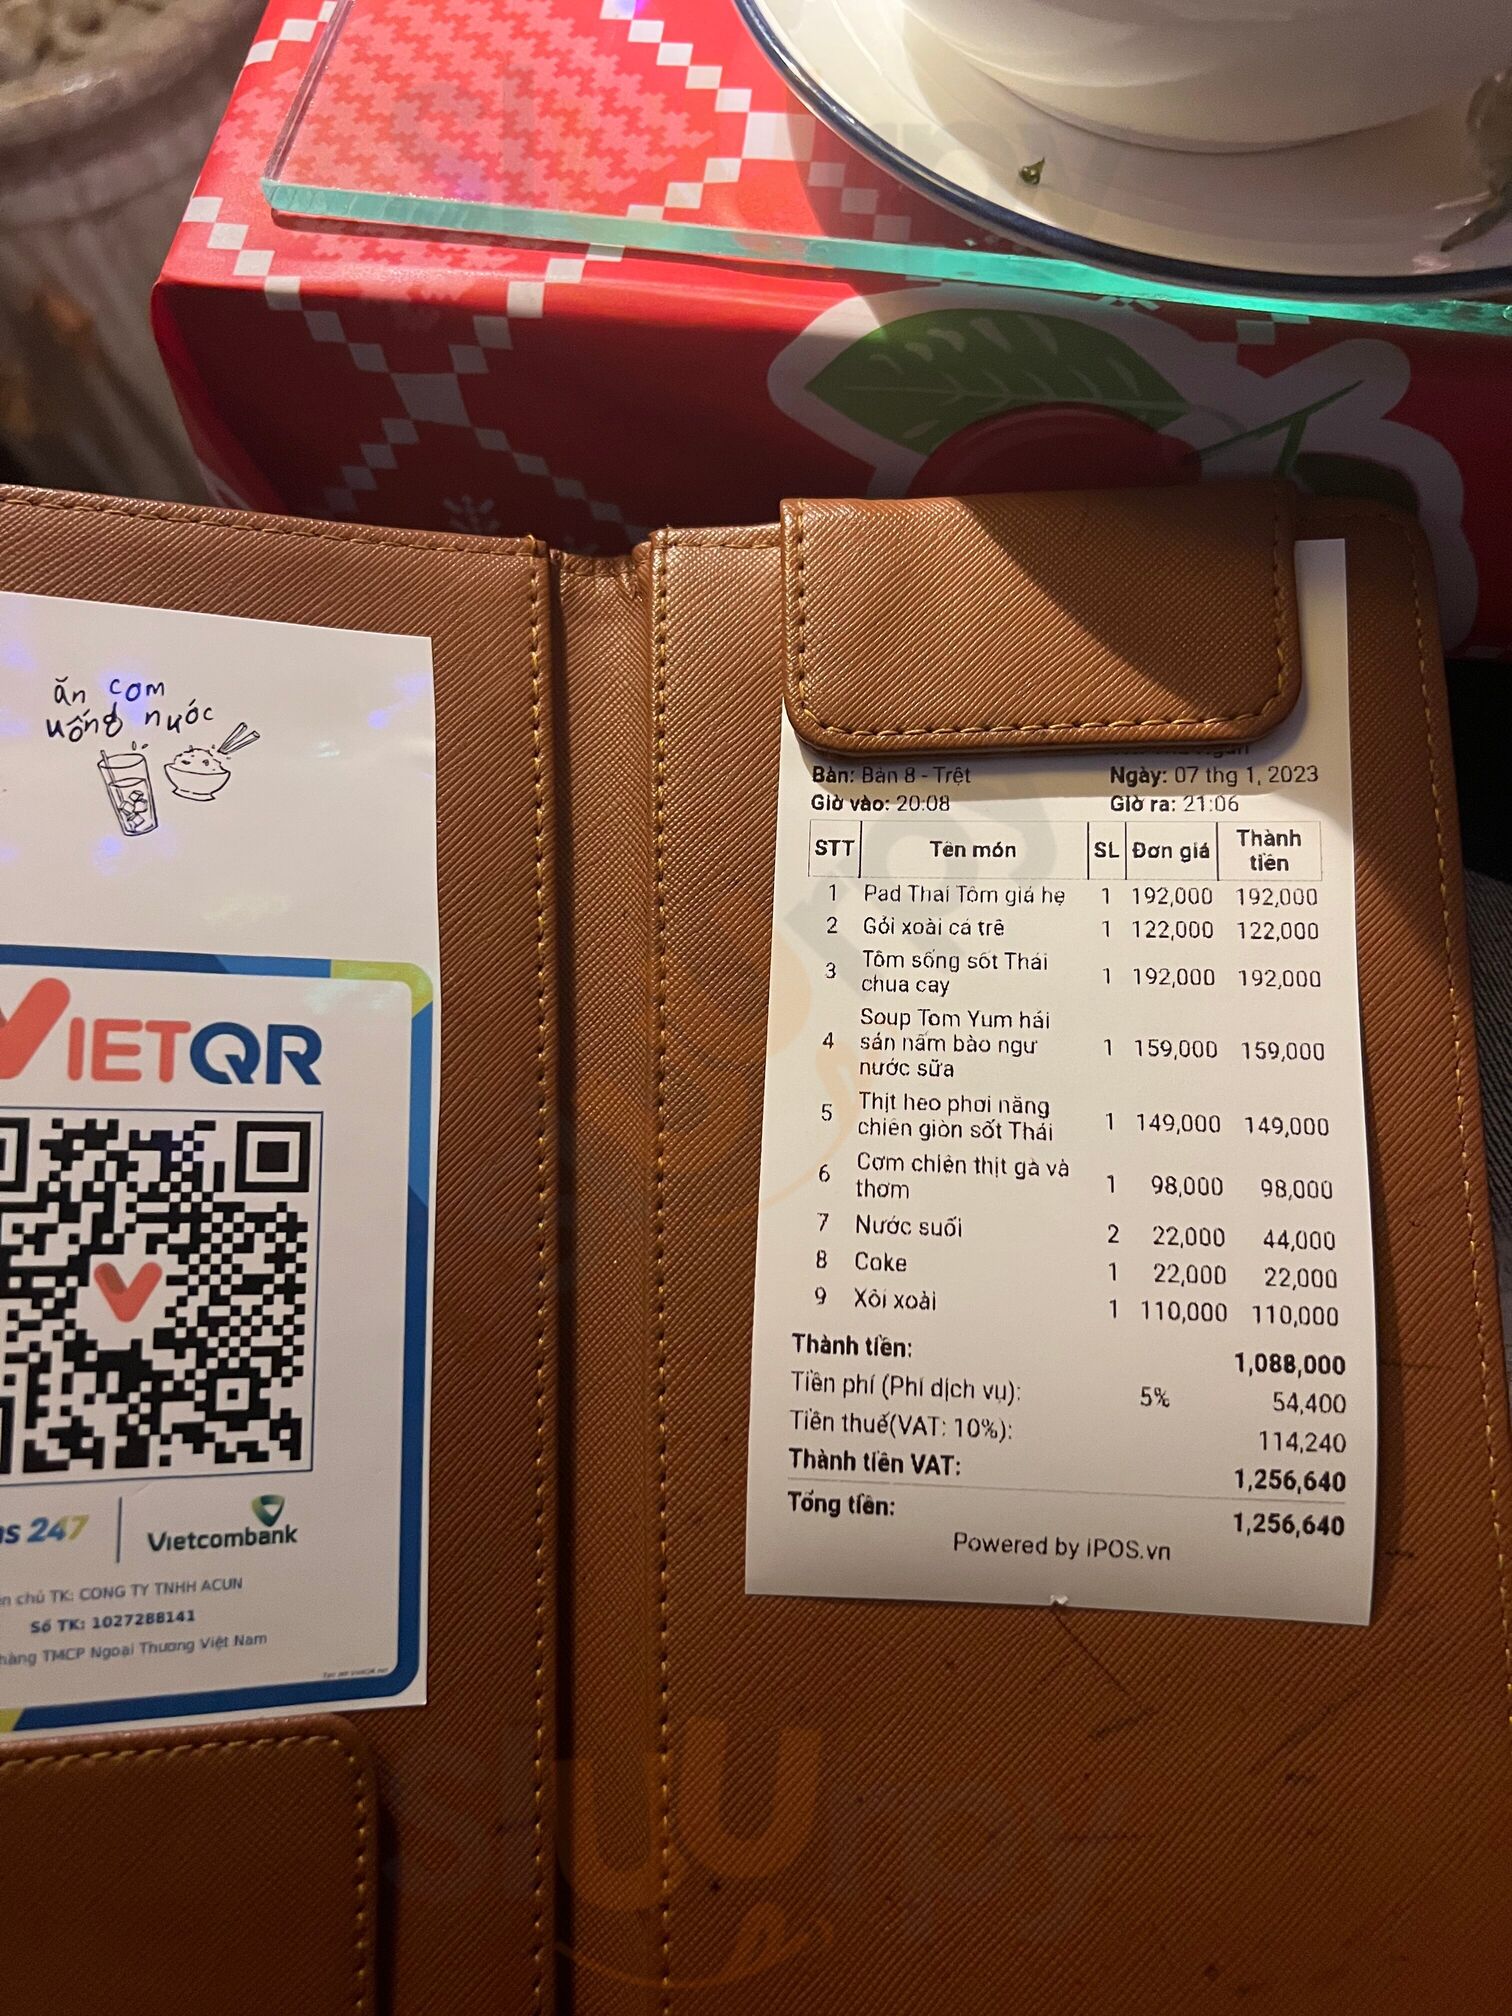 ăn cơm
uống nước
VIETQR
247
Vietcombank
chủ TK: CONG TY TNHH ACUN
Số TK: 1027288141
hàng TMCP Ngoại Thương Việt Nam
Bàn: Bàn 8 - Trệt Ngày: 07 thg 1, 2023
Giờ vào: 20:08 Giờ ra: 21:06
STT Tên món SL Đơn giá Thành tiền
1 Pad Thai Tôm giá hẹ 1 192,000 192,000
2 Gỏi xoài cá trê 1 122,000 122,000
3 Tôm sống sốt Thái chua cay 1 192,000 192,000
4 Soup Tom Yum hải sản nấm bào ngư nước sữa 1 159,000 159,000
5 Thịt heo phơi nắng chiên giòn sốt Thái 1 149,000 149,000
6 Cơm chiên thịt gà và thơm 1 98,000 98,000
7 Nước suối 2 22,000 44,000
8 Coke 1 22,000 22,000
9 Xôi xoài 1 110,000 110,000
Thành tiền: 1,088,000
Tiền phí (Phí dịch vụ): 5% 54,400
Tiền thuế(VAT: 10%): 114,240
Thành tiền VAT: 1,256,640
Tổng tiền: 1,256,640
Powered by iPOS.vn
Sluurpy